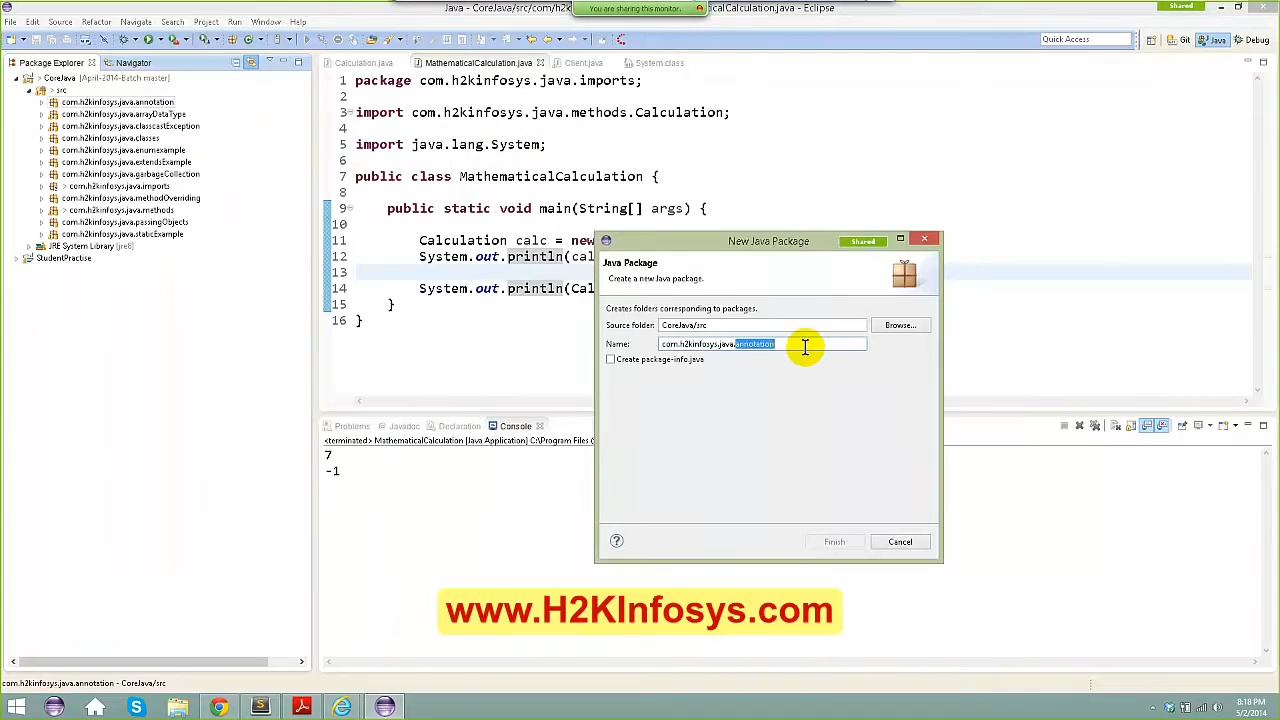 Java - CoreJava/src/com/h2k
You are sharing this monitor.
icalCalculation.java - Eclipse
Shared
File Edit Source Refactor Navigate Search Project Run Window Help
Quick Access
Git
Java
Debug
Package Explorer
Navigator
CoreJava [April-2014-Batch master]
> src
com.h2kinfosys.java.annotation
com.h2kinfosys.java.arrayDataType
com.h2kinfosys.java.classcastException
com.h2kinfosys.java.classes
com.h2kinfosys.java.enumexample
com.h2kinfosys.java.extendsExample
com.h2kinfosys.java.garbageCollection
> com.h2kinfosys.java.imports
com.h2kinfosys.java.methodOverriding
> com.h2kinfosys.java.methods
com.h2kinfosys.java.passingObjects
com.h2kinfosys.java.staticExample
JRE System Library [jre8]
StudentPractise
Calculation.java
MathematicalCalculation.java
Client.java
System.class
1 package com.h2kinfosys.java.imports;
2
3 import com.h2kinfosys.java.methods.Calculation;
4
5 import java.lang.System;
6
7 public class MathematicalCalculation {
8
9 public static void main(String[] args) {
10
11 Calculation calc = new
12 System.out.println(cal
13
14 System.out.println(Cal
15 }
16 }
New Java Package
Shared
Java Package
Create a new Java package.
Creates folders corresponding to packages.
Source folder: CoreJava/src
Browse...
Name: com.h2kinfosys.java.annotation
Create package-info.java
Finish
Cancel
Problems
Javadoc
Declaration
Console
<terminated> MathematicalCalculation [Java Application] C:\Program Files (
7
-1
www.H2KInfosys.com
com.h2kinfosys.java.annotation - CoreJava/src
8:18 PM
5/2/2014